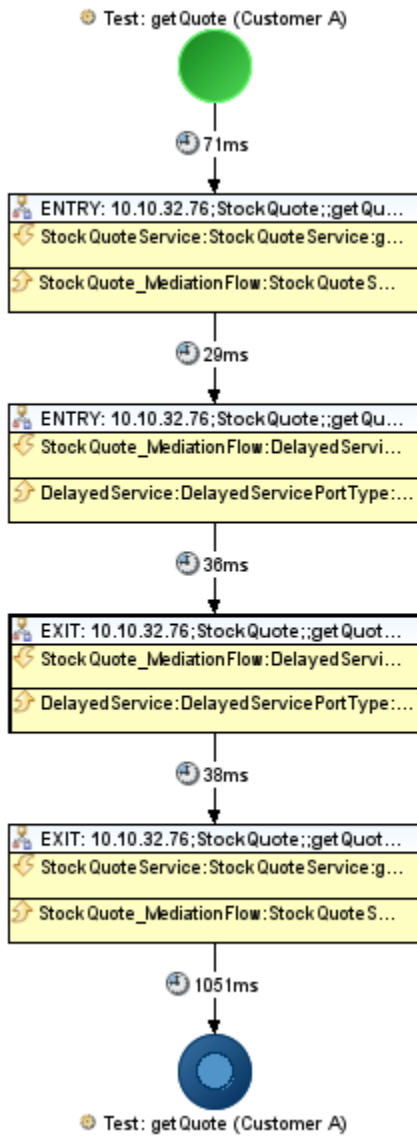 Test: getQuote (Customer A)
71ms
ENTRY: 10.10.32.76;StockQuote;;getQu...
StockQuoteService:StockQuoteService:g...
StockQuote_MediationFlow:StockQuoteS...
29ms
ENTRY: 10.10.32.76;StockQuote;;getQu...
StockQuote_MediationFlow:DelayedServi...
DelayedService:DelayedServicePortType:...
36ms
EXIT: 10.10.32.76;StockQuote;;getQuot...
StockQuote_MediationFlow:DelayedServi...
DelayedService:DelayedServicePortType:...
38ms
EXIT: 10.10.32.76;StockQuote;;getQuot...
StockQuoteService:StockQuoteService:g...
StockQuote_MediationFlow:StockQuoteS...
1051ms
Test: getQuote (Customer A)